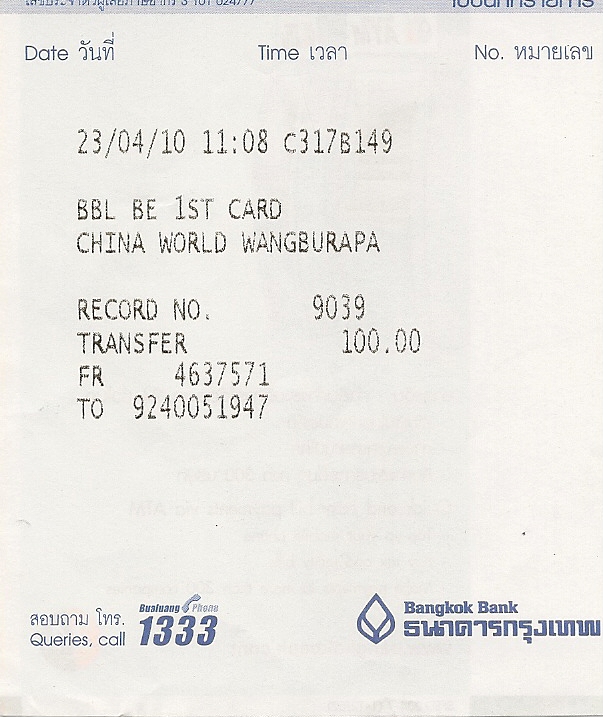 Date วันที่ Time เวลา No. หมายเลข
23/04/10 11:08 C317B149
BBL BE 1ST CARD
CHINA WORLD WANGBURAPA
RECORD NO. 9039
TRANSFER 100.00
FR 4637571
TO 9240051947
สอบถาม โทร. Bualuang Phone
Queries, call 1333
Bangkok Bank
ธนาคารกรุงเทพ